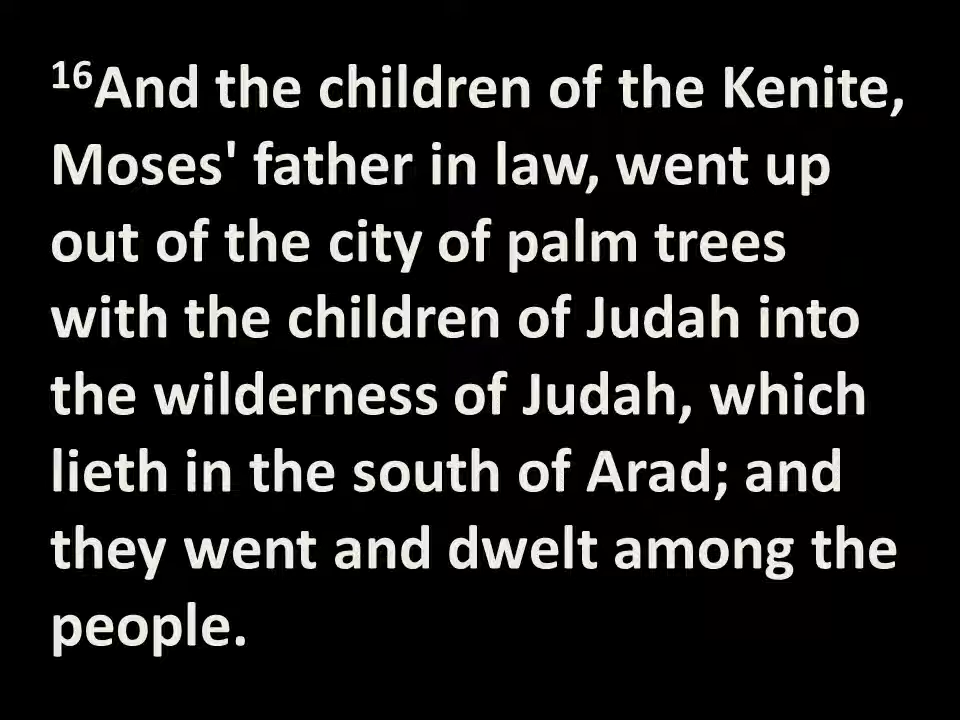 16And the children of the Kenite,
Moses' father in law, went up
out of the city of palm trees
with the children of Judah into
the wilderness of Judah, which
lieth in the south of Arad; and
they went and dwelt among the
people.